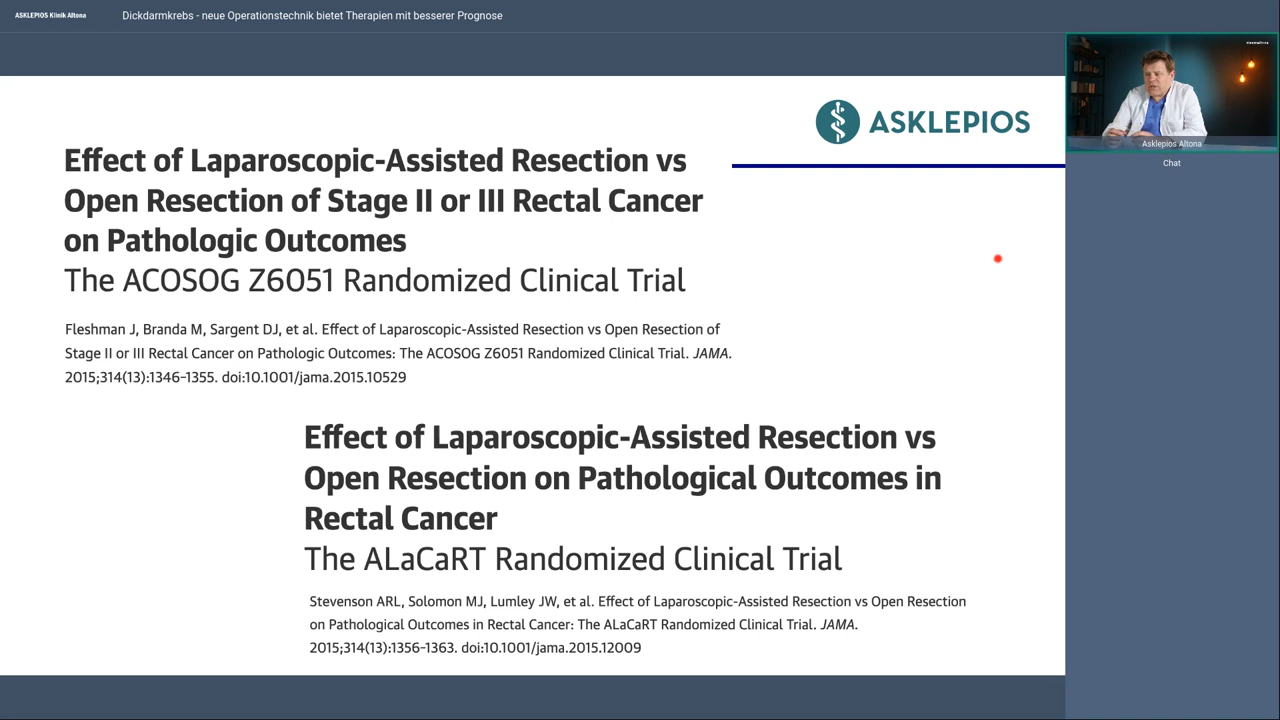 ASKLEPIOS Klinik Altona
Dickdarmkrebs - neue Operationstechnik bietet Therapien mit besserer Prognose
ASKLEPIOS
Effect of Laparoscopic-Assisted Resection vs
Open Resection of Stage II or III Rectal Cancer
on Pathologic Outcomes
The ACOSOG Z6051 Randomized Clinical Trial
Fleshman J, Branda M, Sargent DJ, et al. Effect of Laparoscopic-Assisted Resection vs Open Resection of
Stage II or III Rectal Cancer on Pathologic Outcomes: The ACOSOG Z6051 Randomized Clinical Trial. JAMA.
2015;314(13):1346–1355. doi:10.1001/jama.2015.10529
Effect of Laparoscopic-Assisted Resection vs
Open Resection on Pathological Outcomes in
Rectal Cancer
The ALaCaRT Randomized Clinical Trial
Stevenson ARL, Solomon MJ, Lumley JW, et al. Effect of Laparoscopic-Assisted Resection vs Open Resection
on Pathological Outcomes in Rectal Cancer: The ALaCaRT Randomized Clinical Trial. JAMA.
2015;314(13):1356–1363. doi:10.1001/jama.2015.12009
Asklepios Altona
Chat